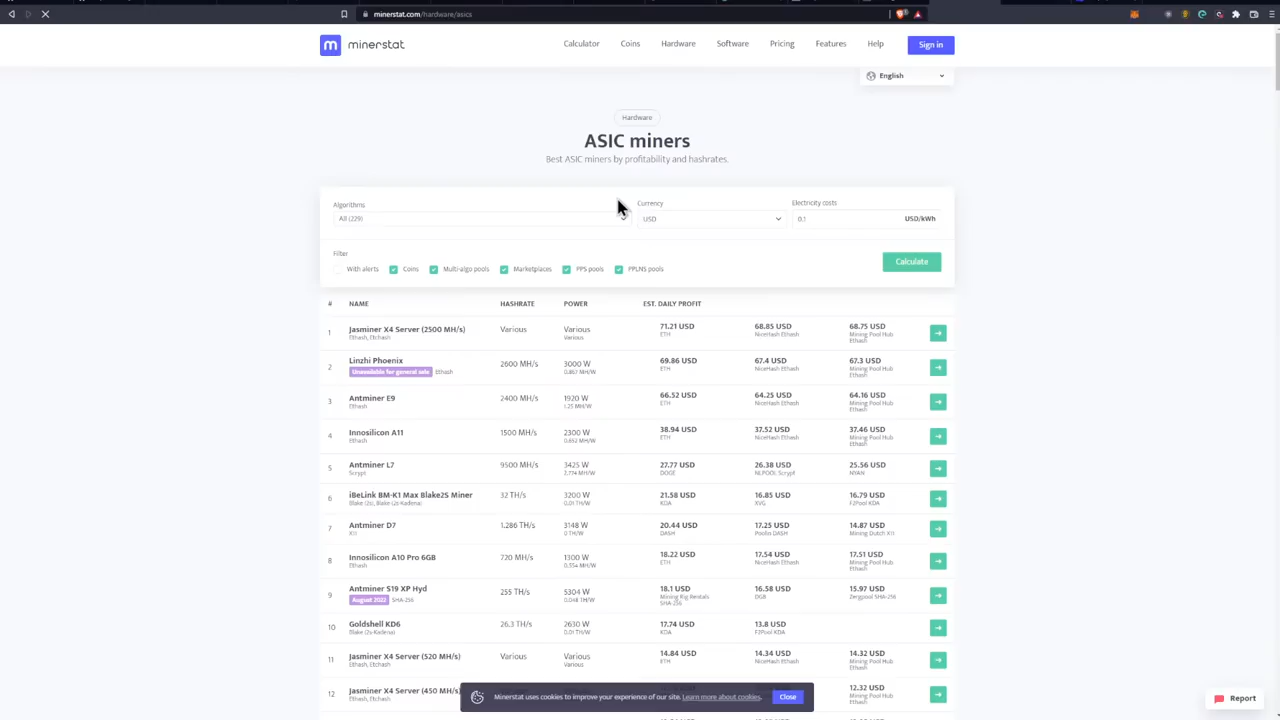 minerstat.com/hardware/asics
minerstat
Calculator Coins Hardware Software Pricing Features Help Sign in
English
Hardware
ASIC miners
Best ASIC miners by profitability and hashrates.
Algorithms Currency Electricity costs
All (229) USD 0.1 USD/kWh
Filter
With alerts Coins Multi-algo pools Marketplaces PPS pools PPLNS pools Calculate
# NAME HASHRATE POWER EST. DAILY PROFIT
1 Jasminer X4 Server (2500 MH/s) Various Various 71.21 USD 68.85 USD 68.75 USD
Ethash, Etchash Various ETH NiceHash Ethash Mining Pool Hub
Ethash
2 Linzhi Phoenix 2600 MH/s 3000 W 69.86 USD 67.4 USD 67.3 USD
Unavailable for general sale Ethash 0.867 MH/W ETH NiceHash Ethash Mining Pool Hub
Ethash
3 Antminer E9 2400 MH/s 1920 W 66.52 USD 64.25 USD 64.16 USD
Ethash 1.25 MH/W ETH NiceHash Ethash Mining Pool Hub
Ethash
4 Innosilicon A11 1500 MH/s 2300 W 38.94 USD 37.52 USD 37.46 USD
Ethash 0.652 MH/W ETH NiceHash Ethash Mining Pool Hub
Ethash
5 Antminer L7 9500 MH/s 3425 W 27.77 USD 26.38 USD 25.56 USD
Scrypt 2.774 MH/W DOGE NLPOOL Scrypt NYAN
6 iBeLink BM-K1 Max Blake2S Miner 32 TH/s 3200 W 21.58 USD 16.85 USD 16.79 USD
Blake (2s), Blake (2s-Kadena) 0.01 TH/W KDA XVG F2Pool KDA
7 Antminer D7 1.286 TH/s 3148 W 20.44 USD 17.25 USD 14.87 USD
X11 0 TH/W DASH Poolin DASH Mining Dutch X11
8 Innosilicon A10 Pro 6GB 720 MH/s 1300 W 18.22 USD 17.54 USD 17.51 USD
Ethash 0.554 MH/W ETH NiceHash Ethash Mining Pool Hub
Ethash
9 Antminer S19 XP Hyd 255 TH/s 5304 W 18.1 USD 16.58 USD 15.97 USD
August 2022 SHA-256 0.048 TH/W Mining Rig Rentals DGB Zergpool SHA-256
SHA-256
10 Goldshell KD6 26.3 TH/s 2630 W 17.74 USD 13.8 USD
Blake (2s-Kadena) 0.01 TH/W KDA F2Pool KDA
11 Jasminer X4 Server (520 MH/s) Various Various 14.84 USD 14.34 USD 14.32 USD
Ethash, Etchash Various ETH NiceHash Ethash Mining Pool Hub
Ethash
12 Jasminer X4 Server (450 MH/s) 12.32 USD
Ethash, Etchash Mining Pool Hub
Ethash
Minerstat uses cookies to improve your experience of our site. Learn more about cookies. Close
Report